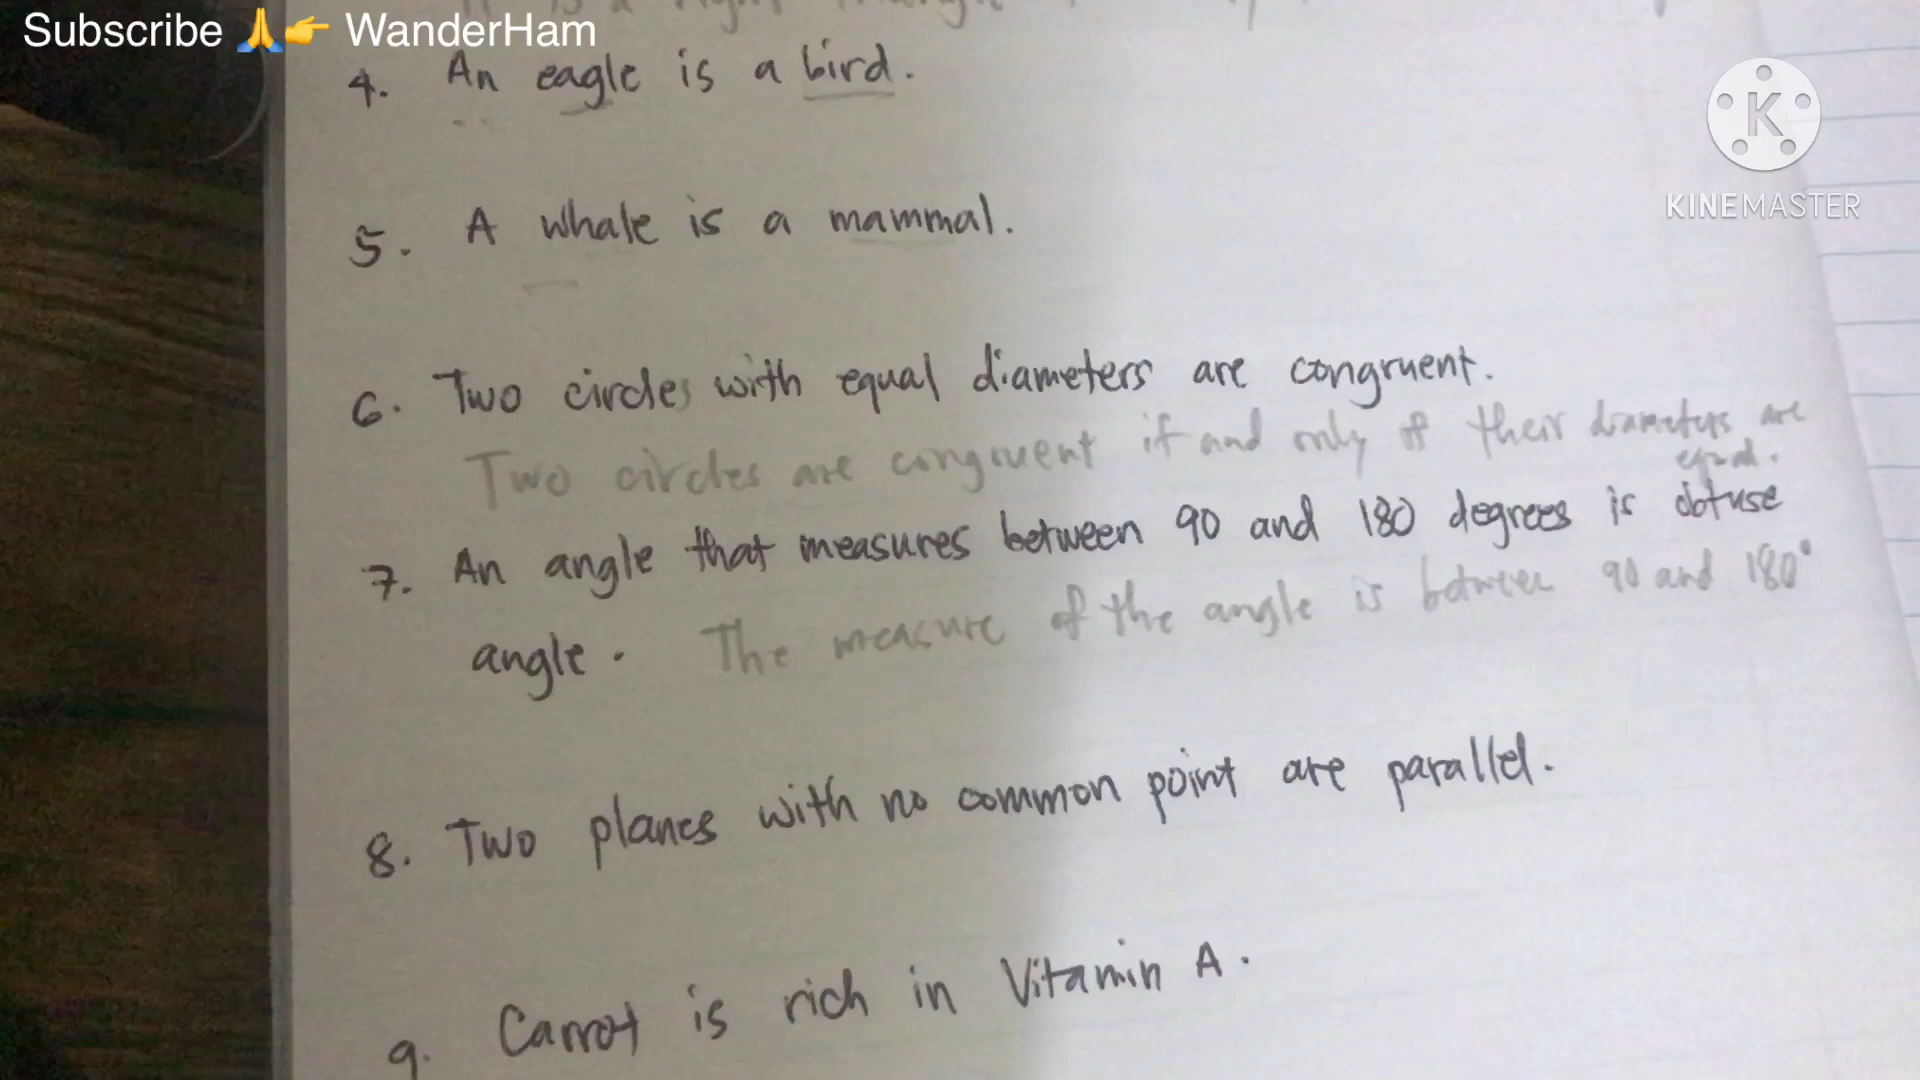 Subscribe 🙏👉 WanderHam
4. An eagle is a bird.
KINEMASTER
5. A whale is a mammal.
6. Two circles with equal diameters are congruent.
Two circles are congruent if and only if their diameters are
equal.
7. An angle that measures between 90 and 180 degrees is obtuse
angle. The measure of the angle is between 90 and 180°
8. Two planes with no common point are parallel.
9. Carrot is rich in Vitamin A.